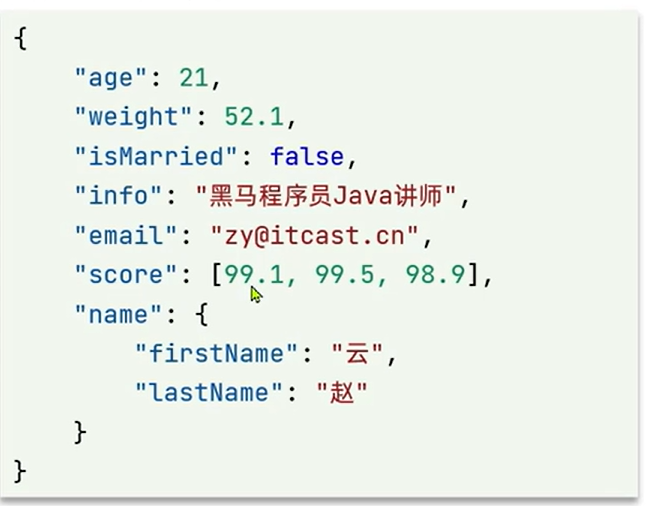 {
    "age": 21,
    "weight": 52.1,
    "isMarried": false,
    "info": "黑马程序员Java讲师",
    "email": "zy@itcast.cn",
    "score": [99.1, 99.5, 98.9],
    "name": {
        "firstName": "云",
        "lastName": "赵"
    }
}